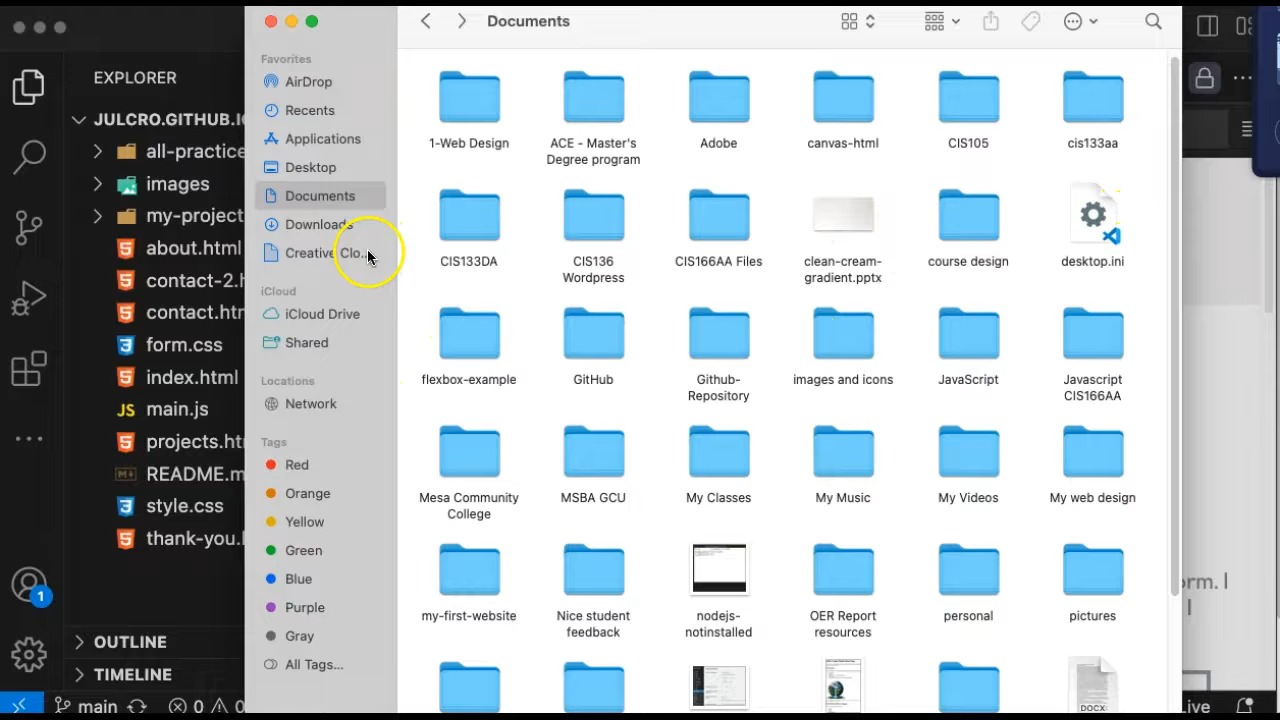 EXPLORER
JULCRO.GITHUB.IO
all-practice
images
my-project
about.html
contact-2.h
contact.htm
form.css
index.html
main.js
projects.htm
README.m
style.css
thank-you.h
1
OUTLINE
TIMELINE
main
0
0
Favorites
AirDrop
Recents
Applications
Desktop
Documents
Downloads
Creative Clo...
iCloud
iCloud Drive
Shared
Locations
Network
Tags
Red
Orange
Yellow
Green
Blue
Purple
Gray
All Tags...
Documents
1-Web Design
ACE - Master's
Degree program
Adobe
canvas-html
CIS105
cis133aa
CIS133DA
CIS136
Wordpress
CIS166AA Files
clean-cream-
gradient.pptx
course design
desktop.ini
flexbox-example
GitHub
Github-
Repository
images and icons
JavaScript
Javascript
CIS166AA
Mesa Community
College
MSBA GCU
My Classes
My Music
My Videos
My web design
my-first-website
Nice student
feedback
nodejs-
notinstalled
OER Report
resources
personal
pictures
DOCX
orm. I
l
Live